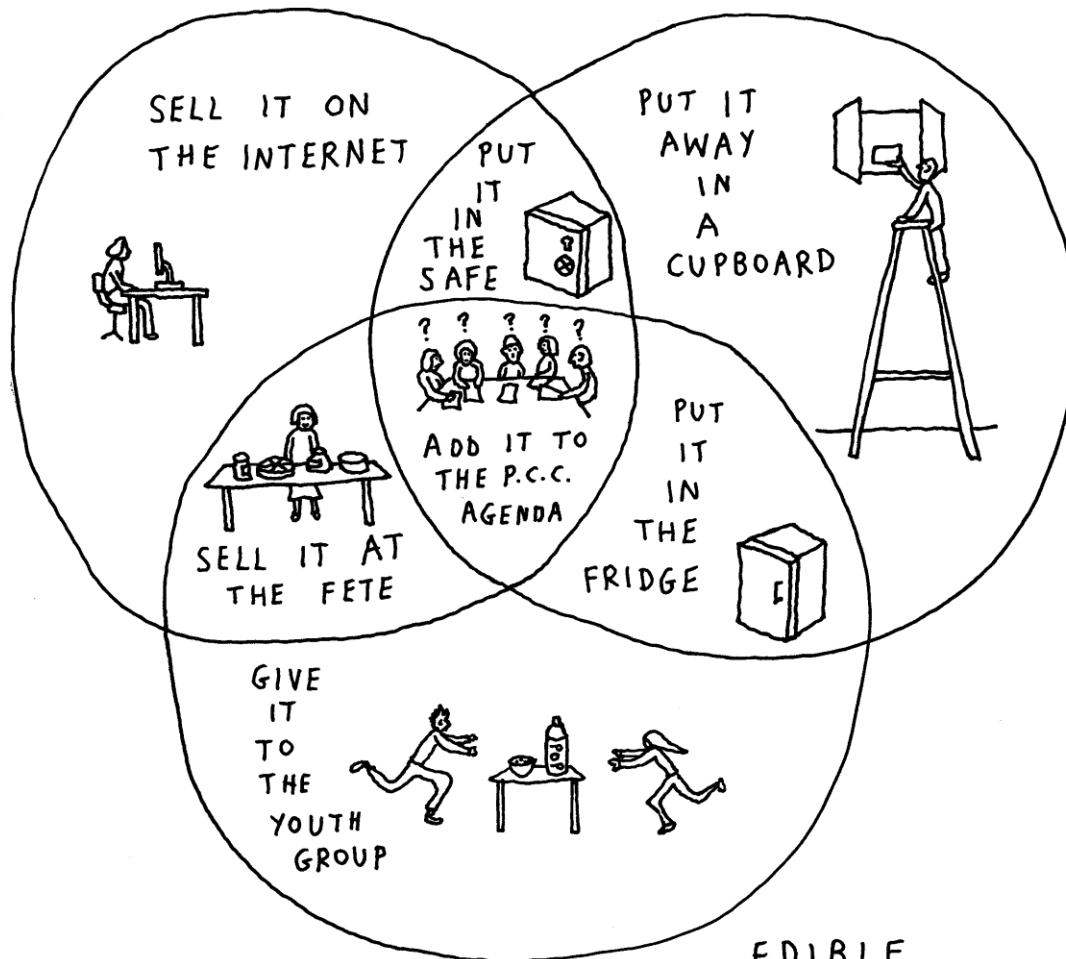 SELL IT ON
THE INTERNET
PUT
IT
IN
THE
SAFE
PUT IT
AWAY
IN
A
CUPBOARD
? ? ? ? ?
ADD IT TO
THE P.C.C.
AGENDA
SELL IT AT
THE FETE
PUT
IT
IN
THE
FRIDGE
GIVE
IT
TO
THE
YOUTH
GROUP
EDIBLE